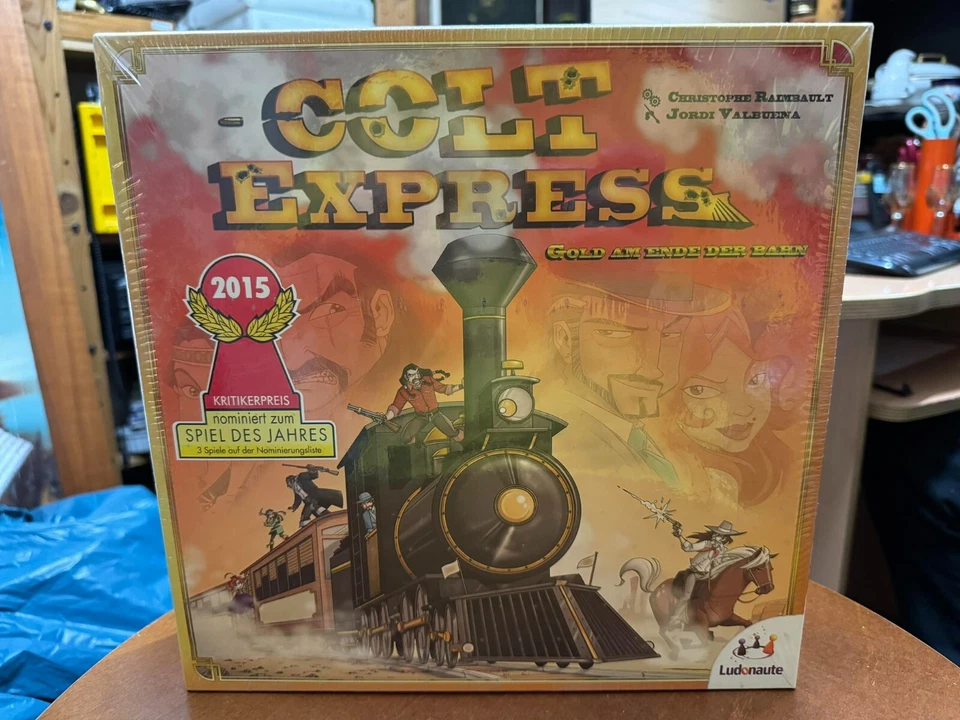 COLT
EXPRESS
CHRISTOPHE RAIMBAULT
JORDI VALBUENA
GOLD AM ENDE DER BAHN
2015
KRITIKERPREIS
nominiert zum
SPIEL DES JAHRES
3 Spiele auf der Nominierungsliste
Ludonaute